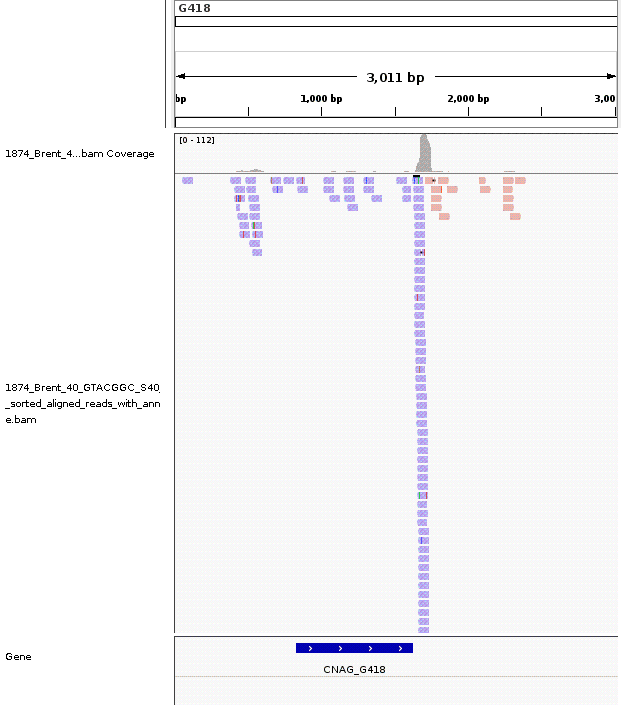 G418
3,011 bp
bp
1,000 bp
2,000 bp
3,00
[0 - 112]
1874_Brent_4...bam Coverage
1874_Brent_40_GTACGGC_S40_
_sorted_aligned_reads_with_ann
e.bam
Gene
CNAG_G418